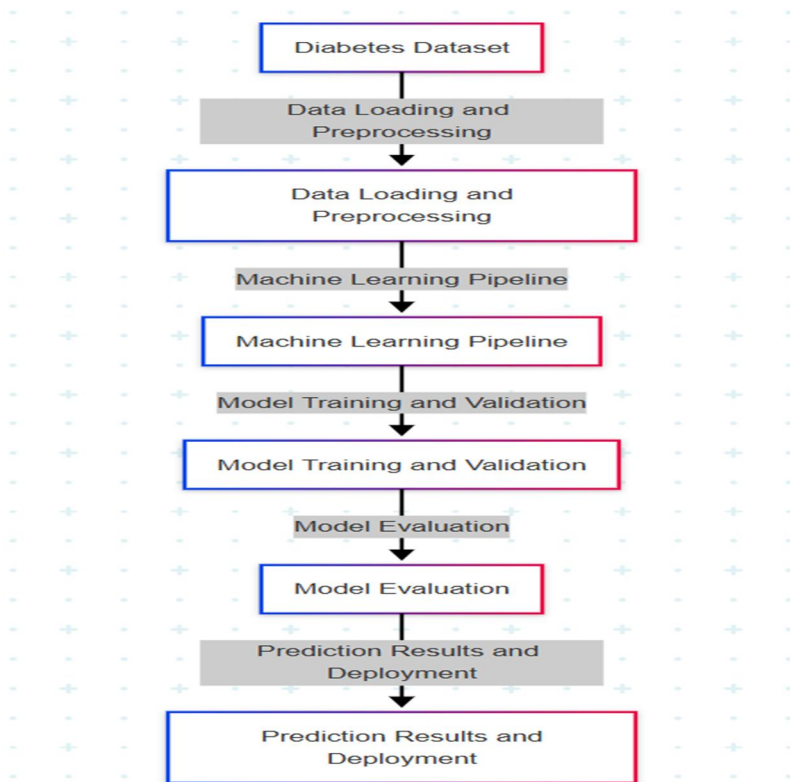 Diabetes Dataset
Data Loading and
Preprocessing
Data Loading and
Preprocessing
Machine Learning Pipeline
Machine Learning Pipeline
Model Training and Validation
Model Training and Validation
Model Evaluation
Model Evaluation
Prediction Results and
Deployment
Prediction Results and
Deployment